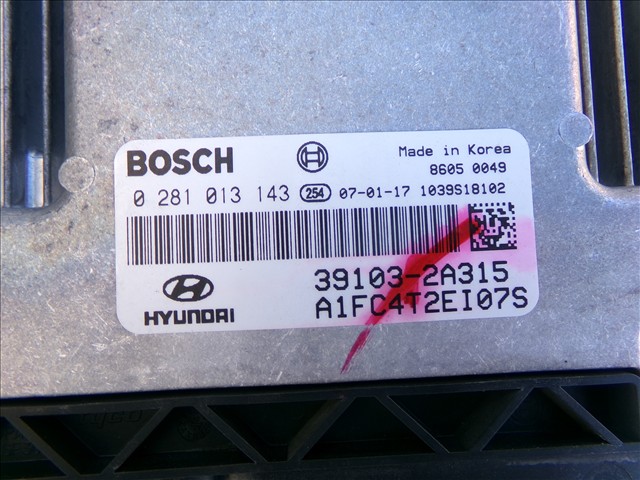 BOSCH
Made in Korea
8605 0049
0 281 013 143 254 07-01-17 1039S18102
39103-2A315
HYUNDAI
A1FC4T2EI07S